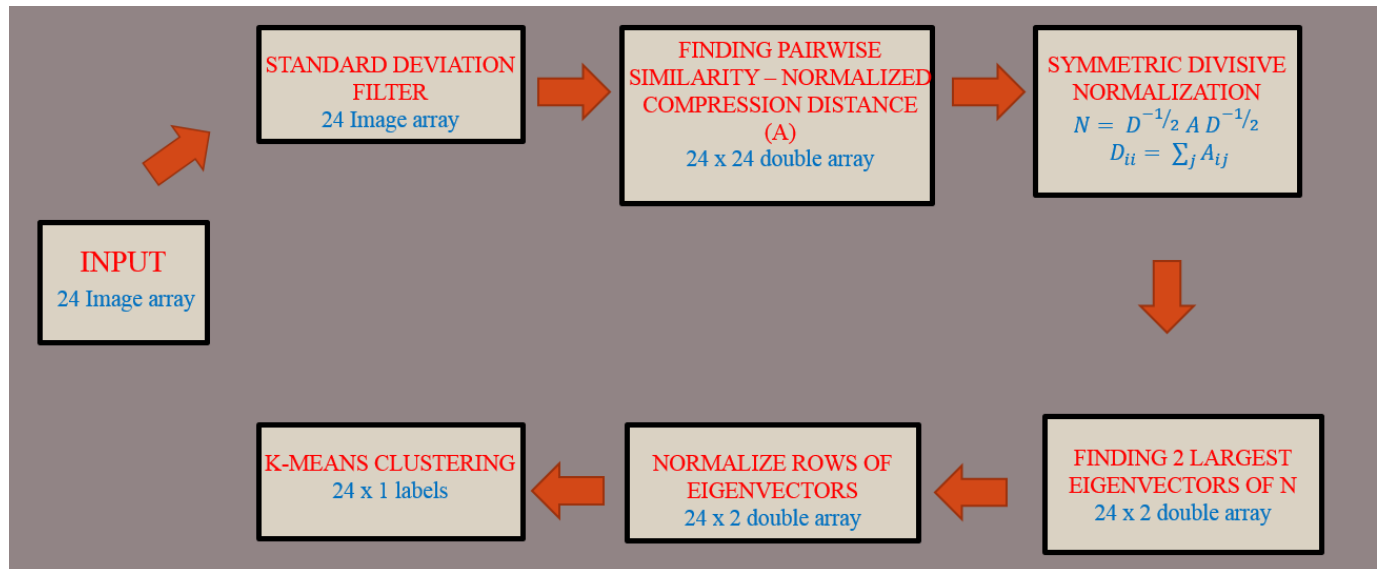 INPUT
24 Image array
STANDARD DEVIATION
FILTER
24 Image array
FINDING PAIRWISE
SIMILARITY – NORMALIZED
COMPRESSION DISTANCE
(A)
24 x 24 double array
SYMMETRIC DIVISIVE
NORMALIZATION
N = D^{-1/2} A D^{-1/2}
D_{ii} = ∑_j A_{ij}
FINDING 2 LARGEST
EIGENVECTORS OF N
24 x 2 double array
NORMALIZE ROWS OF
EIGENVECTORS
24 x 2 double array
K-MEANS CLUSTERING
24 x 1 labels